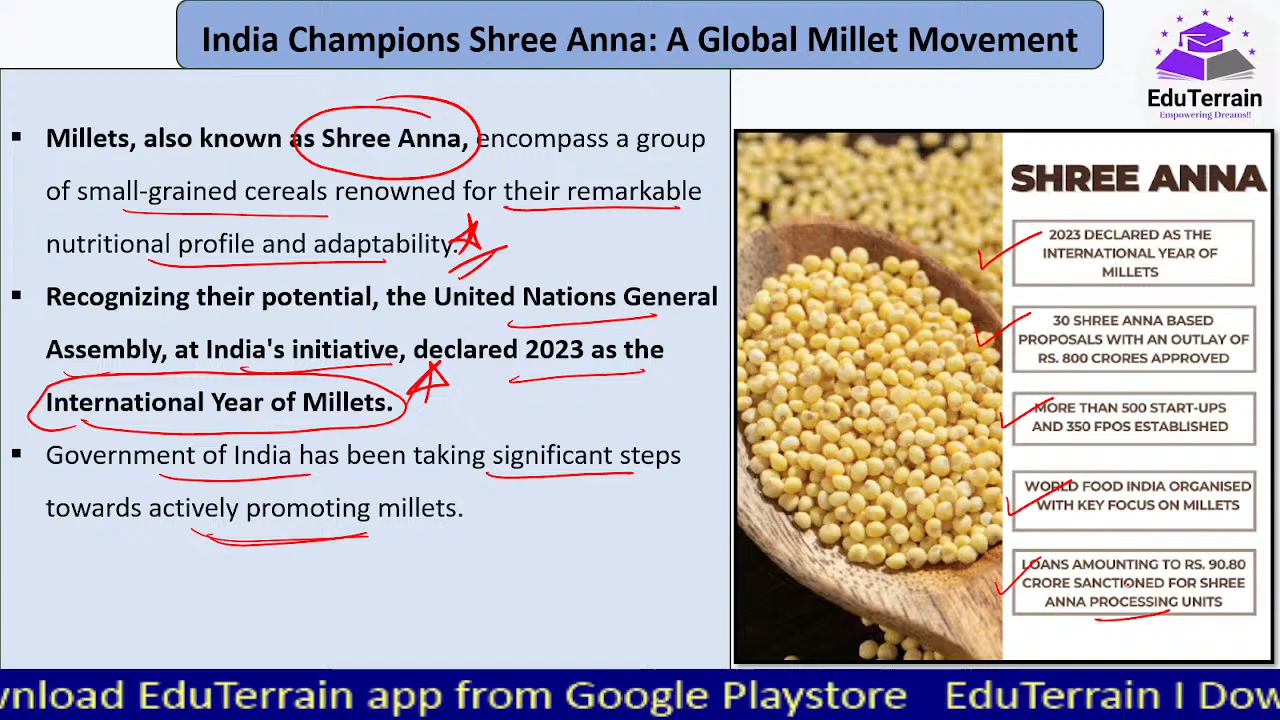 India Champions Shree Anna: A Global Millet Movement
EduTerrain
Empowering Dreams!!
▪ Millets, also known as Shree Anna, encompass a group
of small-grained cereals renowned for their remarkable
nutritional profile and adaptability.
▪ Recognizing their potential, the United Nations General
Assembly, at India's initiative, declared 2023 as the
International Year of Millets.
▪ Government of India has been taking significant steps
towards actively promoting millets.
SHREE ANNA
2023 DECLARED AS THE
INTERNATIONAL YEAR OF
MILLETS
30 SHREE ANNA BASED
PROPOSALS WITH AN OUTLAY OF
RS. 800 CRORES APPROVED
MORE THAN 500 START-UPS
AND 350 FPOS ESTABLISHED
WORLD FOOD INDIA ORGANISED
WITH KEY FOCUS ON MILLETS
LOANS AMOUNTING TO RS. 90.80
CRORE SANCTIONED FOR SHREE
ANNA PROCESSING UNITS
wnload EduTerrain app from Google Playstore EduTerrain I Dow